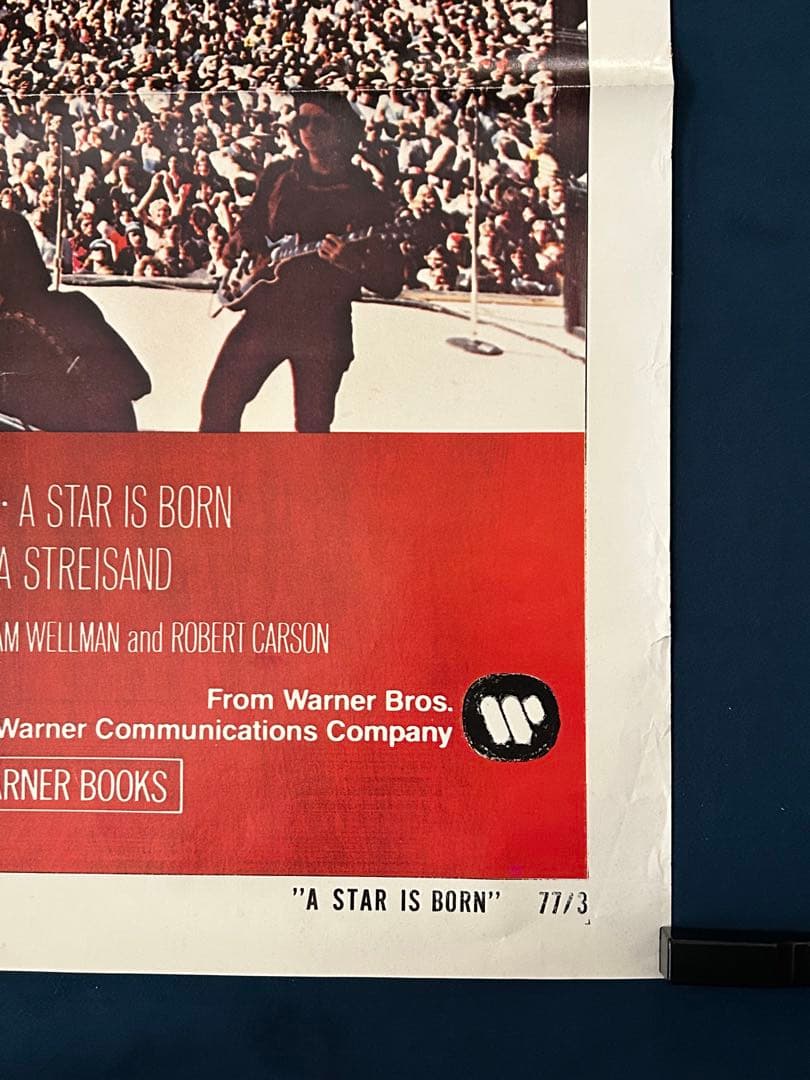 · A STAR IS BORN
A STREISAND
AM WELLMAN and ROBERT CARSON
From Warner Bros.
Warner Communications Company
ARNER BOOKS
"A STAR IS BORN" 77/3